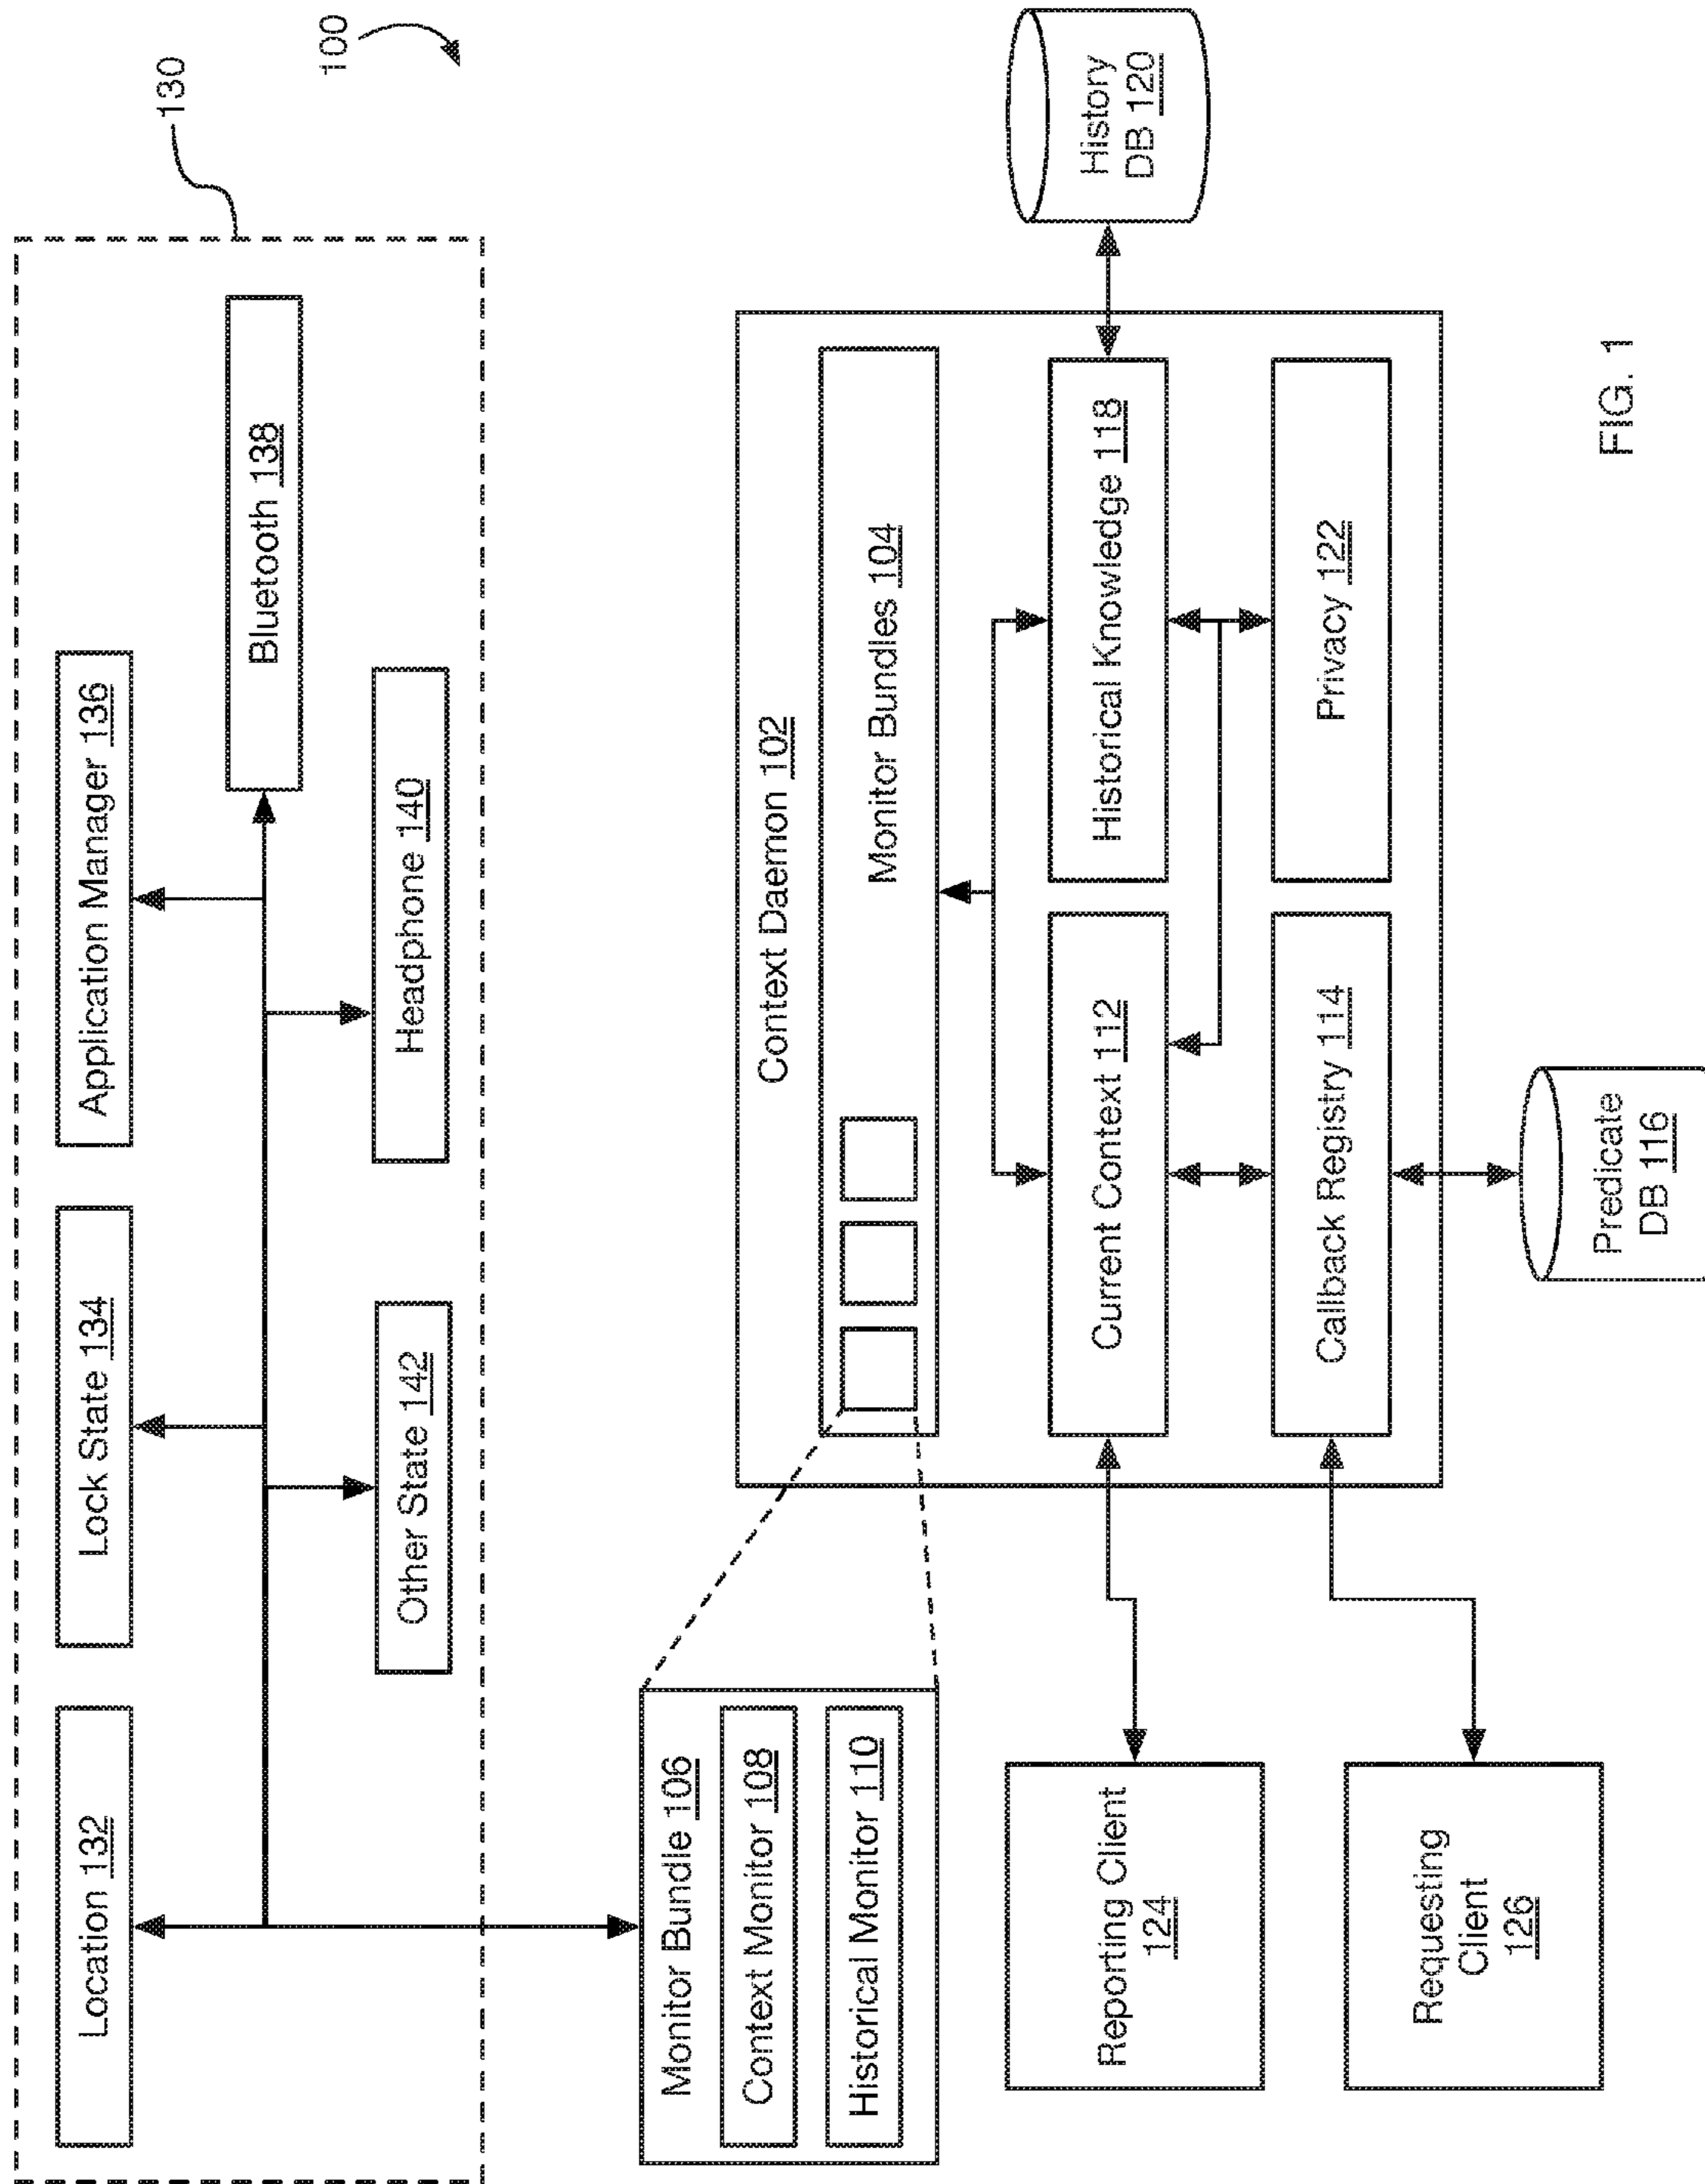 100
130
Location 132
Lock State 134
Application Manager 136
Bluetooth 138
Other State 142
Headphone 140
Monitor Bundle 106
Context Monitor 108
Historical Monitor 110
Context Daemon 102
Monitor Bundles 104
Current Context 112
Historical Knowledge 118
Callback Registry 114
Privacy 122
History
DB 120
Reporting Client
124
Requesting
Client
126
Predicate
DB 116
FIG. 1